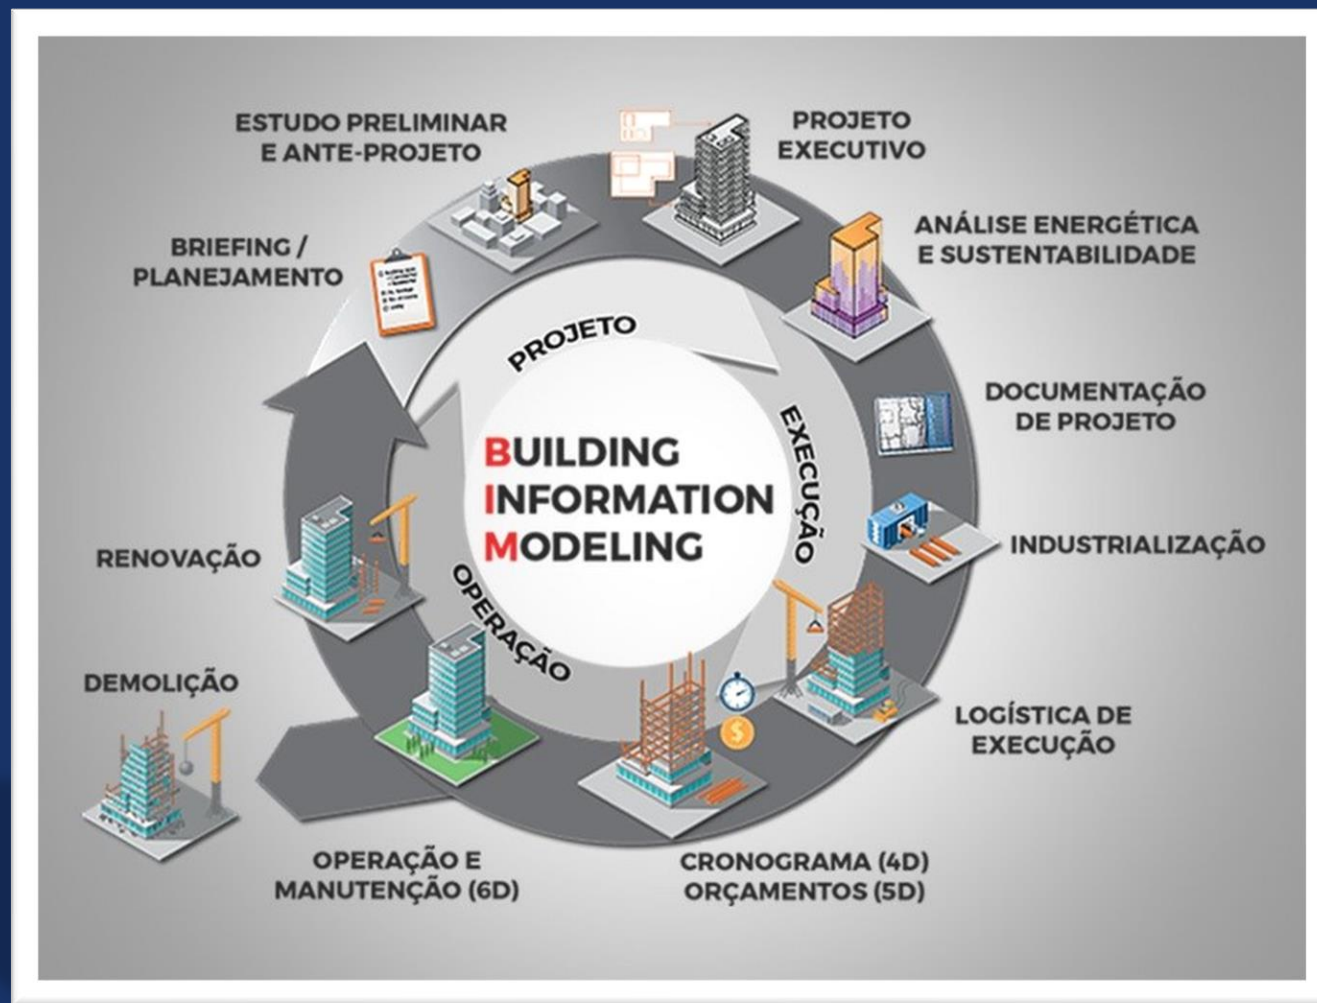 ESTUDO PRELIMINAR
E ANTE-PROJETO
PROJETO
EXECUTIVO
ANÁLISE ENERGÉTICA
E SUSTENTABILIDADE
BRIEFING /
PLANEJAMENTO
PROJETO
DOCUMENTAÇÃO
DE PROJETO
EXECUÇÃO
BUILDING
INFORMATION
MODELING
INDUSTRIALIZAÇÃO
RENOVAÇÃO
OPERAÇÃO
DEMOLIÇÃO
LOGÍSTICA DE
EXECUÇÃO
$
OPERAÇÃO E
MANUTENÇÃO (6D)
CRONOGRAMA (4D)
ORÇAMENTOS (5D)